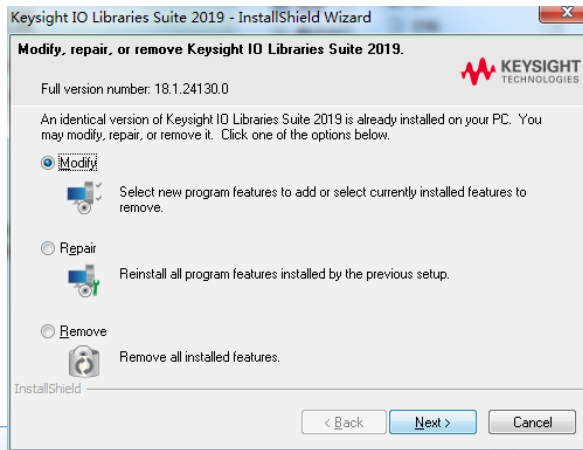 Keysight IO Libraries Suite 2019 - InstallShield Wizard
Modify, repair, or remove Keysight IO Libraries Suite 2019.
KEYSIGHT
TECHNOLOGIES
Full version number: 18.1.24130.0
An identical version of Keysight IO Libraries Suite 2019 is already installed on your PC. You
may modify, repair, or remove it. Click one of the options below.
Modify
Select new program features to add or select currently installed features to
remove.
Repair
Reinstall all program features installed by the previous setup.
Remove
Remove all installed features.
InstallShield
< Back
Next >
Cancel